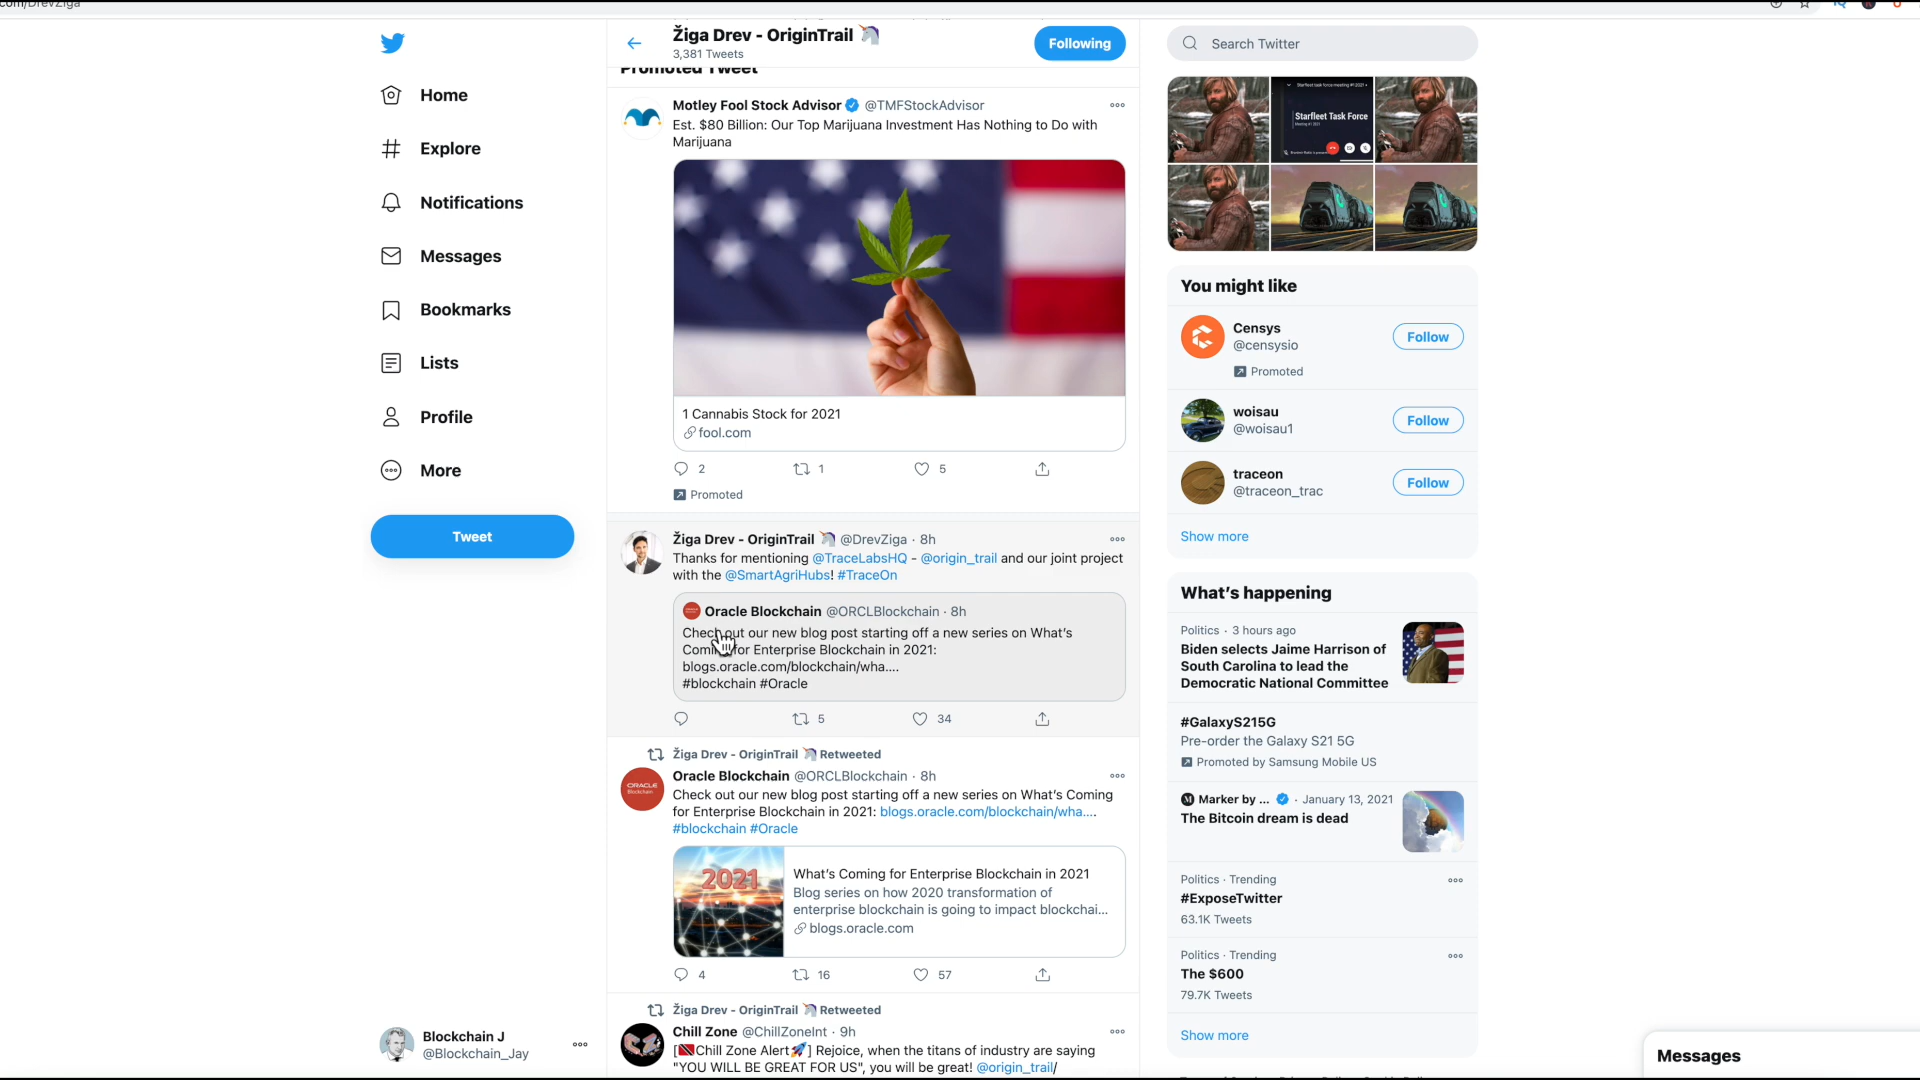 com/DrevZiga
Home
Explore
Notifications
Messages
Bookmarks
Lists
Profile
More
Tweet
Blockchain J
@Blockchain_Jay
Žiga Drev - OriginTrail 🦄
3,381 Tweets
Following
Promoted Tweet
Motley Fool Stock Advisor @TMFStockAdvisor
Est. $80 Billion: Our Top Marijuana Investment Has Nothing to Do with
Marijuana
1 Cannabis Stock for 2021
fool.com
2 1 5
Promoted
Žiga Drev - OriginTrail 🦄 @DrevZiga · 8h
Thanks for mentioning @TraceLabsHQ - @origin_trail and our joint project
with the @SmartAgriHubs! #TraceOn
Oracle Blockchain @ORCLBlockchain · 8h
Check out our new blog post starting off a new series on What's
Coming for Enterprise Blockchain in 2021:
blogs.oracle.com/blockchain/wha....
#blockchain #Oracle
5 34
Žiga Drev - OriginTrail 🦄 Retweeted
ORACLE
Blockchain
Oracle Blockchain @ORCLBlockchain · 8h
Check out our new blog post starting off a new series on What's Coming
for Enterprise Blockchain in 2021: blogs.oracle.com/blockchain/wha....
#blockchain #Oracle
2021
What's Coming for Enterprise Blockchain in 2021
Blog series on how 2020 transformation of
enterprise blockchain is going to impact blockchai...
blogs.oracle.com
4 16 57
Žiga Drev - OriginTrail 🦄 Retweeted
Chill Zone @ChillZoneInt · 9h
[🇹🇹Chill Zone Alert🚀] Rejoice, when the titans of industry are saying
"YOU WILL BE GREAT FOR US", you will be great! @origin_trail/
Search Twitter
Starfleet task force meeting #1 2021
Starfleet Task Force
Meeting #1 2021
You might like
Censys
@censysio
Follow
Promoted
woisau
@woisau1
Follow
traceon
@traceon_trac
Follow
Show more
What's happening
Politics · 3 hours ago
Biden selects Jaime Harrison of
South Carolina to lead the
Democratic National Committee
#GalaxyS215G
Pre-order the Galaxy S21 5G
Promoted by Samsung Mobile US
Marker by ... · January 13, 2021
The Bitcoin dream is dead
Politics · Trending
#ExposeTwitter
63.1K Tweets
Politics · Trending
The $600
79.7K Tweets
Show more
Messages